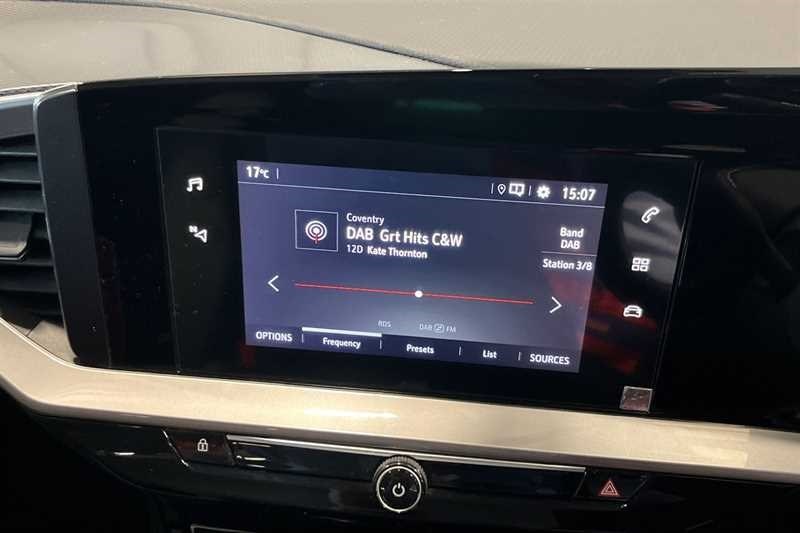 17°C
15:07
Coventry
DAB Grt Hits C&W
12D Kate Thornton
Band
DAB
Station 3/8
RDS DAB FM
OPTIONS Frequency Presets List SOURCES